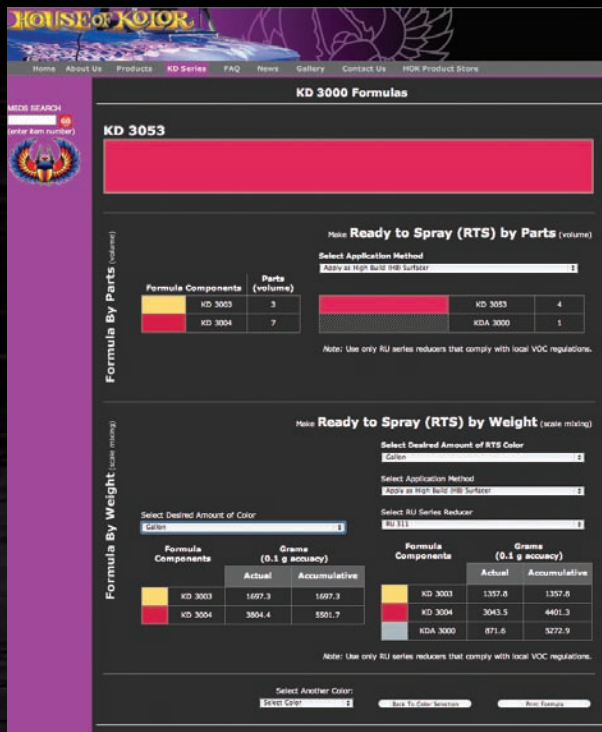 HOUSE OF KOLOR
Home About Us Products KD Series FAQ News Gallery Contact Us HOK Product Store
MSDS SEARCH
GO
(enter item number)
KD 3000 Formulas
KD 3053
Formula By Parts (volume)
Make Ready to Spray (RTS) by Parts (volume)
Select Application Method
Apply as High Build (HB) Surfacer
Formula Components Parts (volume)
KD 3003 3
KD 3004 7
KD 3053 4
KDA 3000 1
Note: Use only RU series reducers that comply with local VOC regulations.
Formula By Weight (scale mixing)
Make Ready to Spray (RTS) by Weight (scale mixing)
Select Desired Amount of RTS Color
Gallon
Select Application Method
Apply as High Build (HB) Surfacer
Select Desired Amount of Color
Gallon
Select RU Series Reducer
RU 311
Formula Components
Grams
(0.1 g accuacy)
Actual Accumulative
KD 3003 1697.3 1697.3
KD 3004 3804.4 5501.7
Formula Components
Grams
(0.1 g accuacy)
Actual Accumulative
KD 3003 1357.8 1357.8
KD 3004 3043.5 4401.3
KDA 3000 871.6 5272.9
Note: Use only RU series reducers that comply with local VOC regulations.
Select Another Color:
Select Color
Back To Color Selection
Print Formula